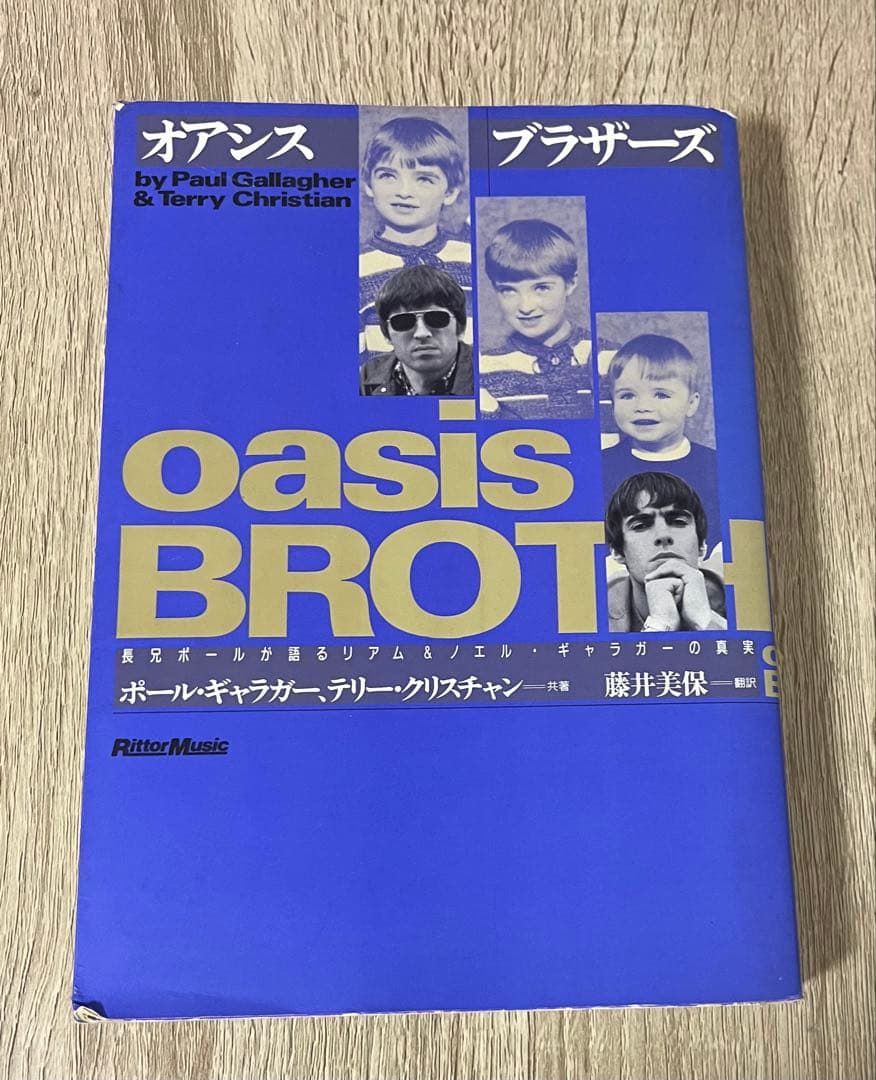 オアシス ブラザーズ
by Paul Gallagher
& Terry Christian
oasis
BROTH
長兄ポールが語るリアム&ノエル・ギャラガーの真実
ポール・ギャラガー、テリー・クリスチャン＝共著 藤井美保＝翻訳
RittorMusic